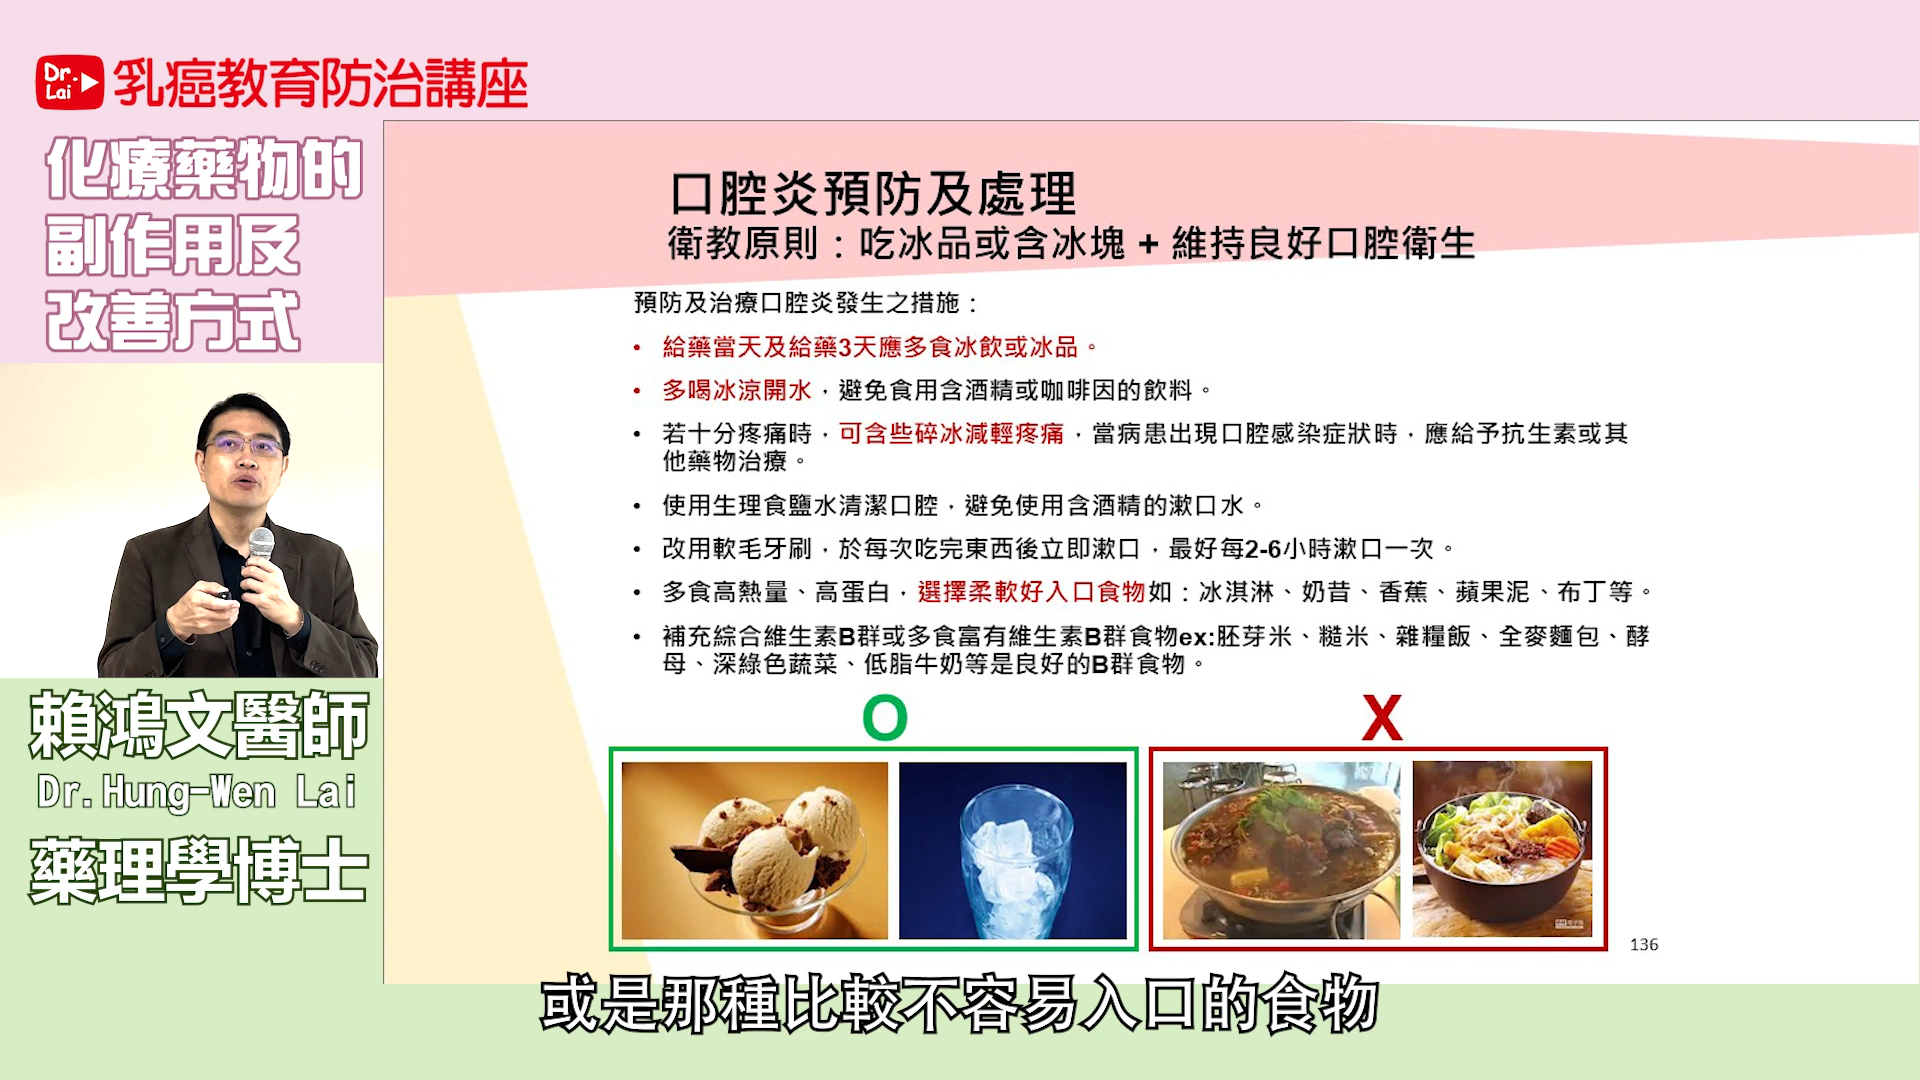 Dr. Lai
乳癌教育防治講座
化療藥物的
副作用及
改善方式
賴鴻文醫師
Dr.Hung-Wen Lai
藥理學博士
口腔炎預防及處理
衛教原則：吃冰品或含冰塊 + 維持良好口腔衛生
預防及治療口腔炎發生之措施：
• 給藥當天及給藥3天應多食冰飲或冰品。
• 多喝冰涼開水，避免食用含酒精或咖啡因的飲料。
• 若十分疼痛時，可含些碎冰減輕疼痛，當病患出現口腔感染症狀時，應給予抗生素或其
他藥物治療。
• 使用生理食鹽水清潔口腔，避免使用含酒精的漱口水。
• 改用軟毛牙刷，於每次吃完東西後立即漱口，最好每2-6小時漱口一次。
• 多食高熱量、高蛋白，選擇柔軟好入口食物如：冰淇淋、奶昔、香蕉、蘋果泥、布丁等。
• 補充綜合維生素B群或多食富有維生素B群食物ex:胚芽米、糙米、雜糧飯、全麥麵包、酵
母、深綠色蔬菜、低脂牛奶等是良好的B群食物。
O
X
136
或是那種比較不容易入口的食物